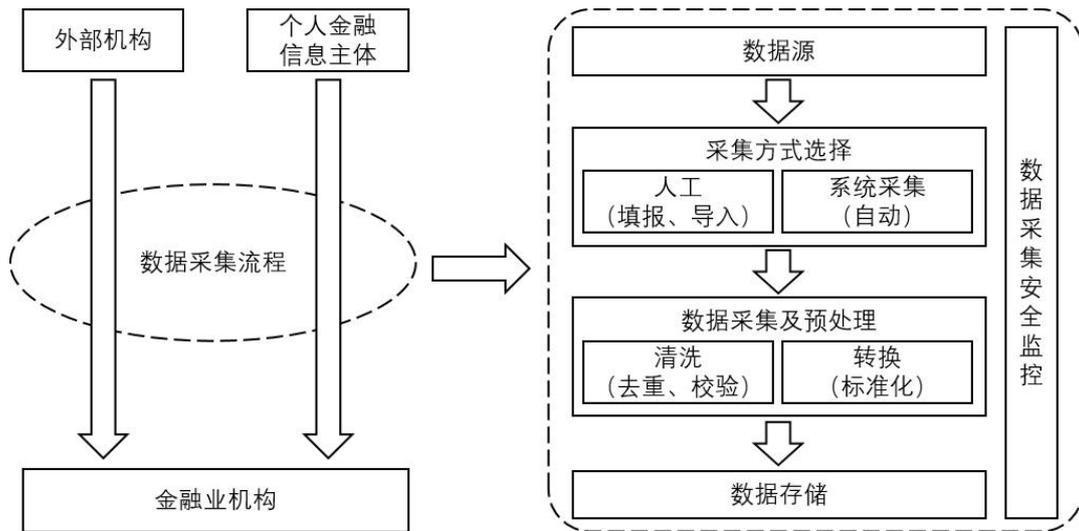 外部机构
个人金融
信息主体
数据采集流程
金融业机构
数据源
采集方式选择
人工
（填报、导入）
系统采集
（自动）
数据采集及预处理
清洗
（去重、校验）
转换
（标准化）
数据存储
数据采集安全监控